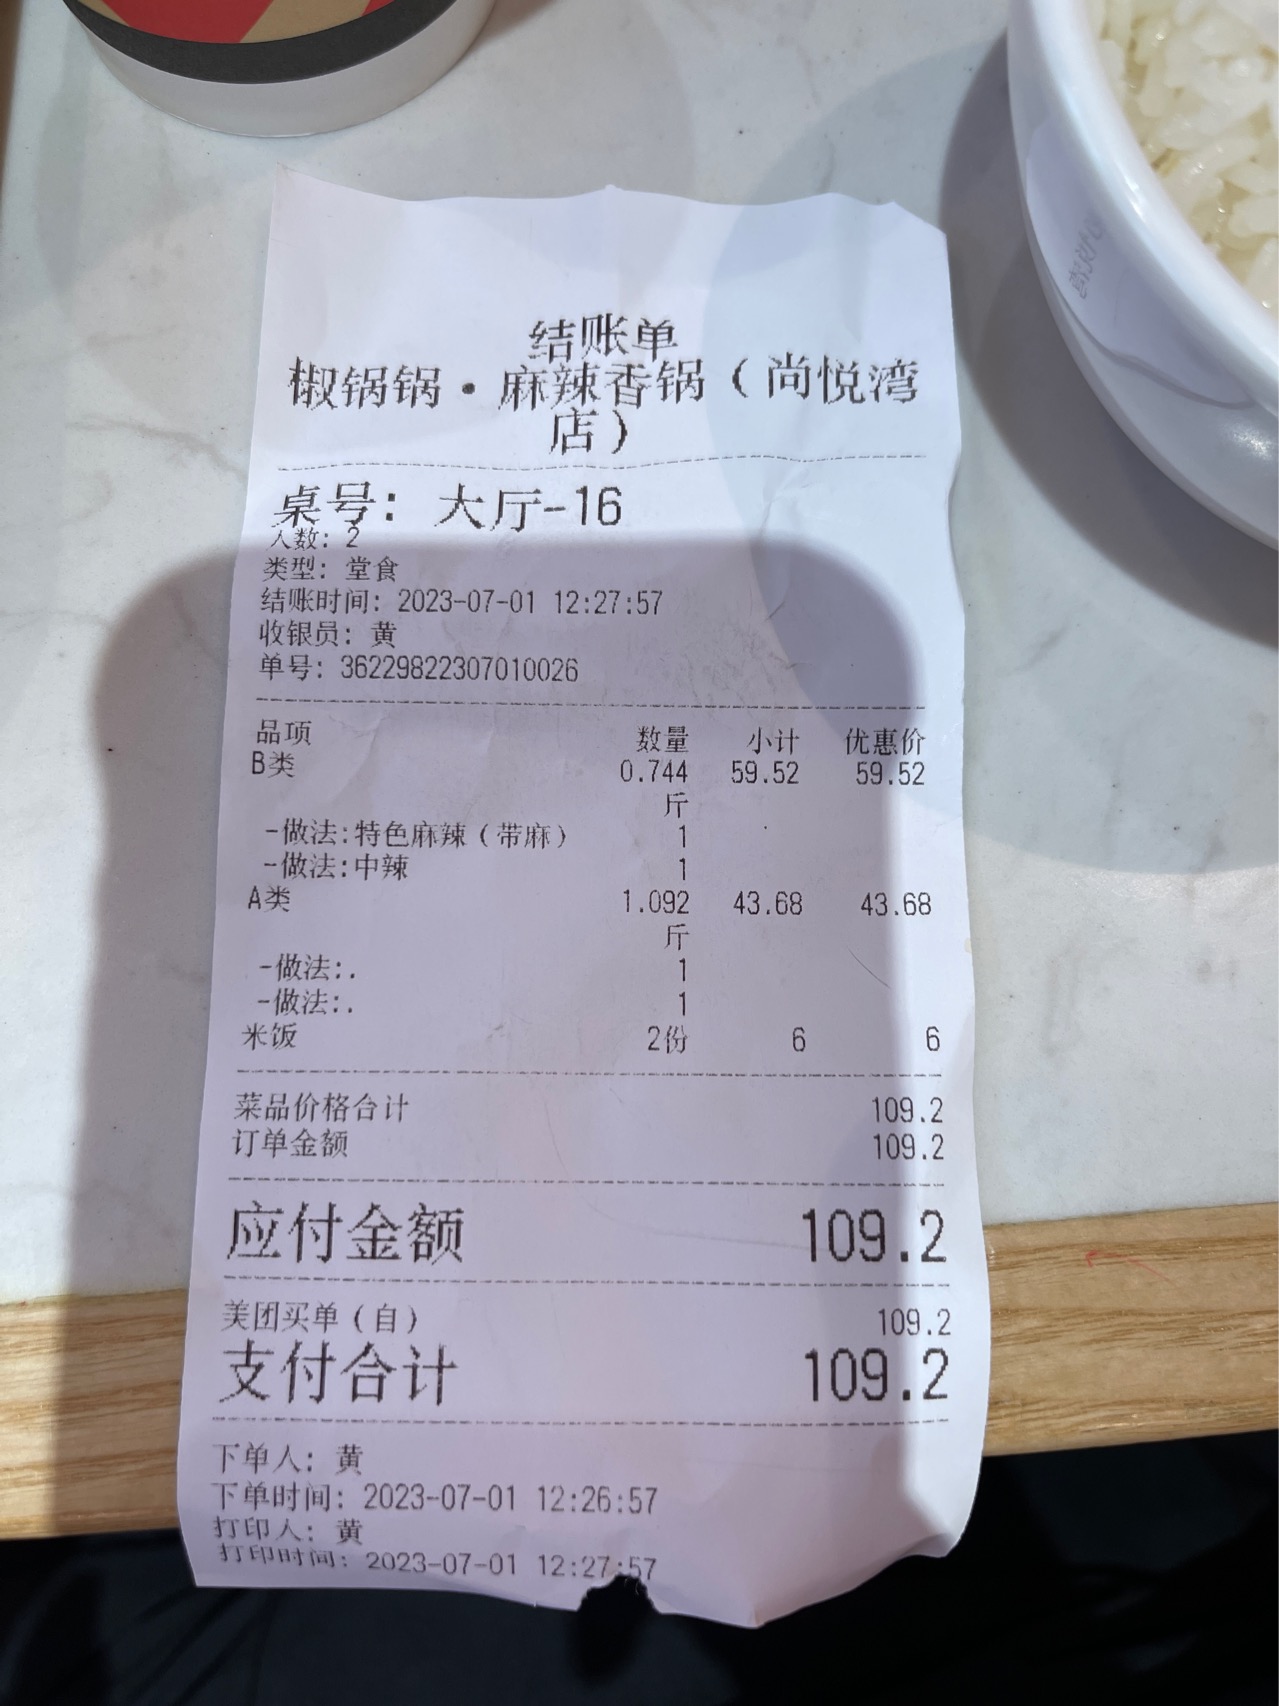 结账单
椒锅锅·麻辣香锅（尚悦湾
店）
桌号: 大厅-16
人数: 2
类型: 堂食
结账时间: 2023-07-01 12:27:57
收银员: 黄
单号: 36229822307010026
品项 数量 小计 优惠价
B类 0.744 59.52 59.52
斤
-做法:特色麻辣（带麻） 1
-做法:中辣 1
A类 1.092 43.68 43.68
斤
-做法:. 1
-做法:. 1
米饭 2份 6 6
菜品价格合计 109.2
订单金额 109.2
应付金额 109.2
美团买单（自） 109.2
支付合计 109.2
下单人: 黄
下单时间: 2023-07-01 12:26:57
打印人: 黄
打印时间: 2023-07-01 12:27:57